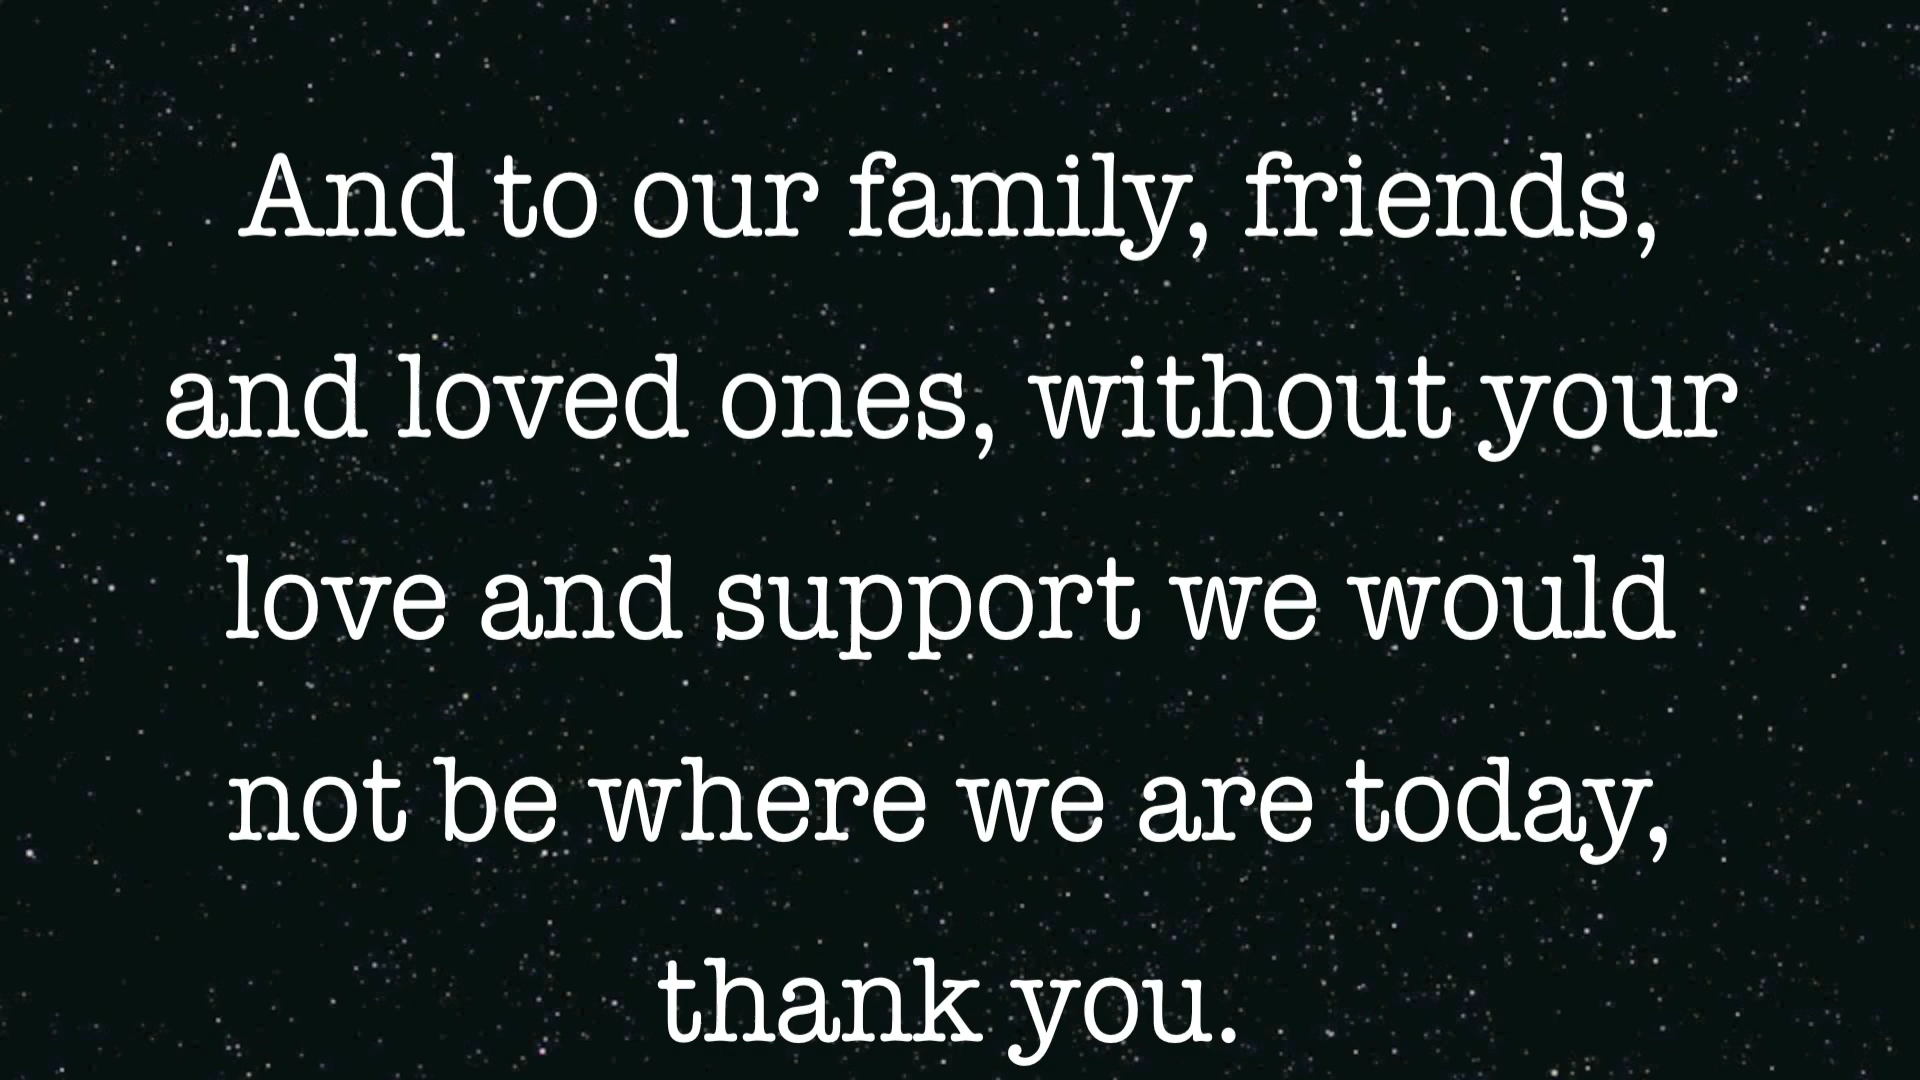 And to our family, friends,
and loved ones, without your
love and support we would
not be where we are today,
thank you.